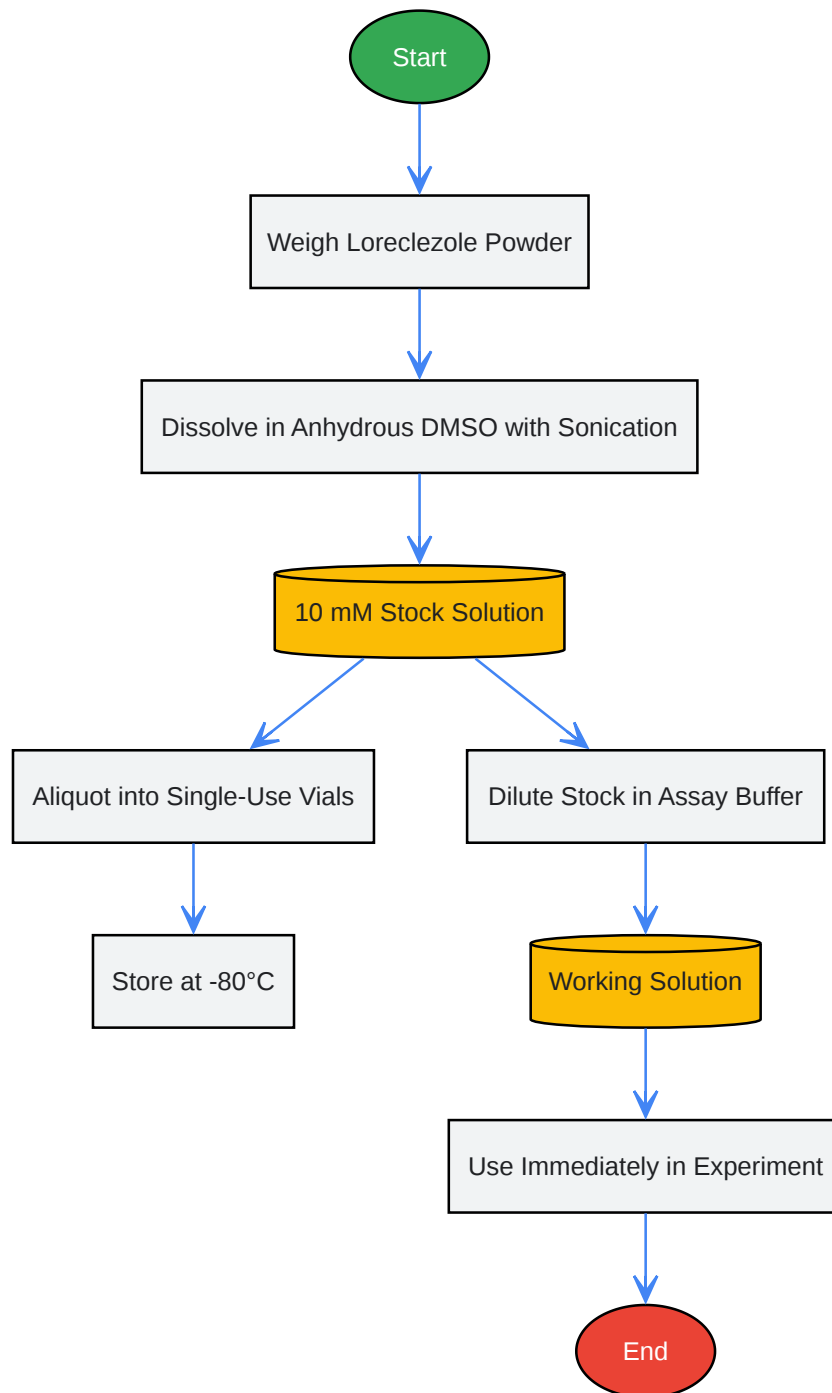 Start
Weigh Loreclezole Powder
Dissolve in Anhydrous DMSO with Sonication
10 mM Stock Solution
Aliquot into Single-Use Vials
Dilute Stock in Assay Buffer
Store at -80°C
Working Solution
Use Immediately in Experiment
End